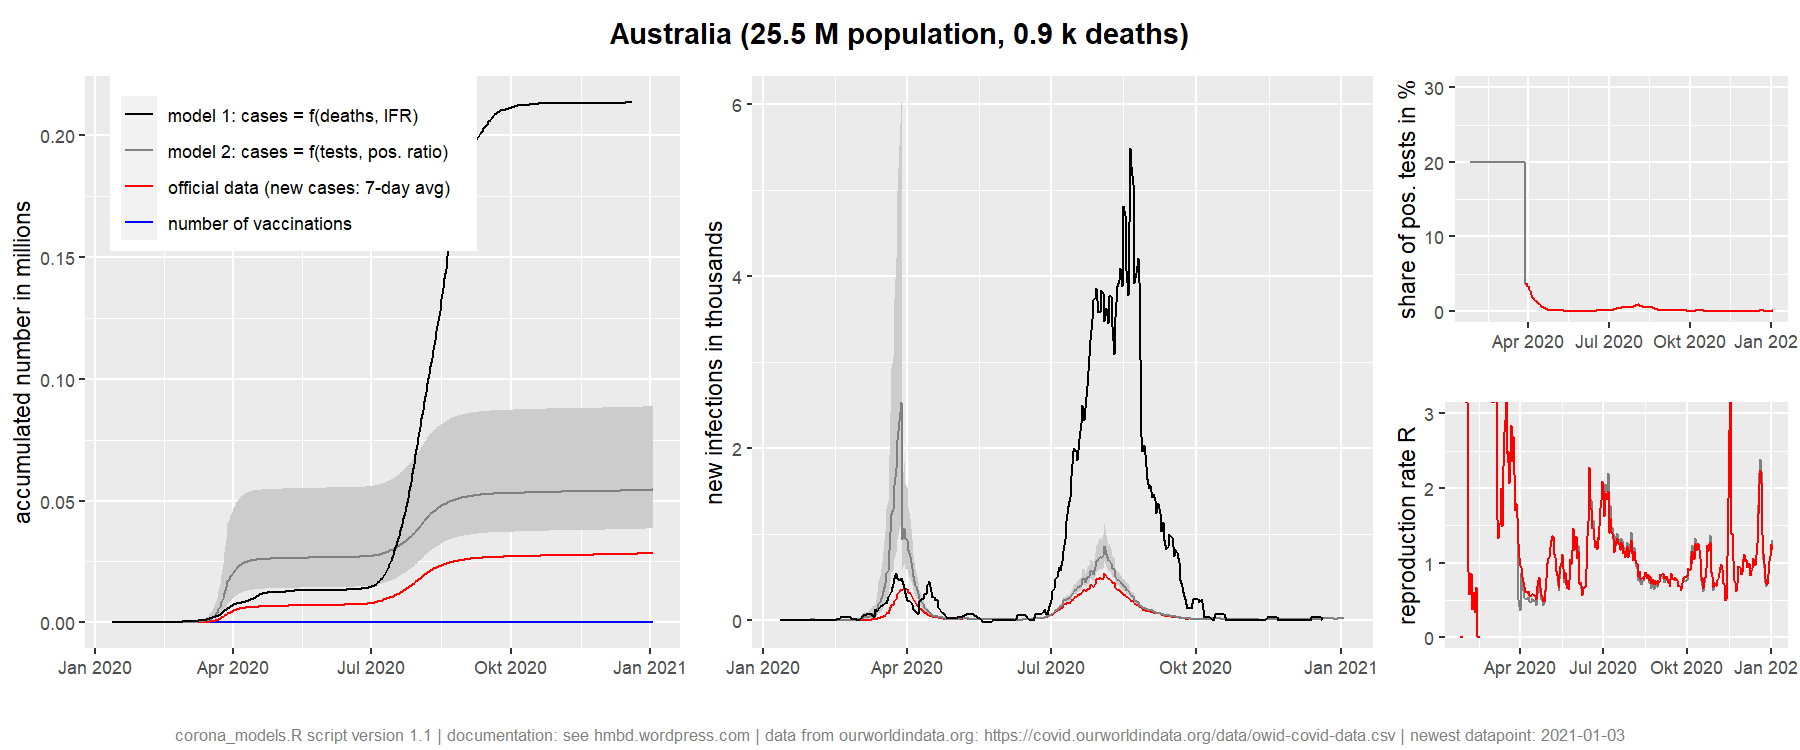 Australia (25.5 M population, 0.9 k deaths)
accumulated number in millions
0.20
0.15
0.10
0.05
0.00
model 1: cases = f(deaths, IFR)
model 2: cases = f(tests, pos. ratio)
official data (new cases: 7-day avg)
number of vaccinations
Jan 2020 Apr 2020 Jul 2020 Okt 2020 Jan 2021
new infections in thousands
6
4
2
0
Jan 2020 Apr 2020 Jul 2020 Okt 2020 Jan 2021
share of pos. tests in %
30
20
10
0
Apr 2020 Jul 2020 Okt 2020 Jan 202
reproduction rate R
3
2
1
0
Apr 2020 Jul 2020 Okt 2020 Jan 202
corona_models.R script version 1.1 | documentation: see hmbd.wordpress.com | data from ourworldindata.org: https://covid.ourworldindata.org/data/owid-covid-data.csv | newest datapoint: 2021-01-03